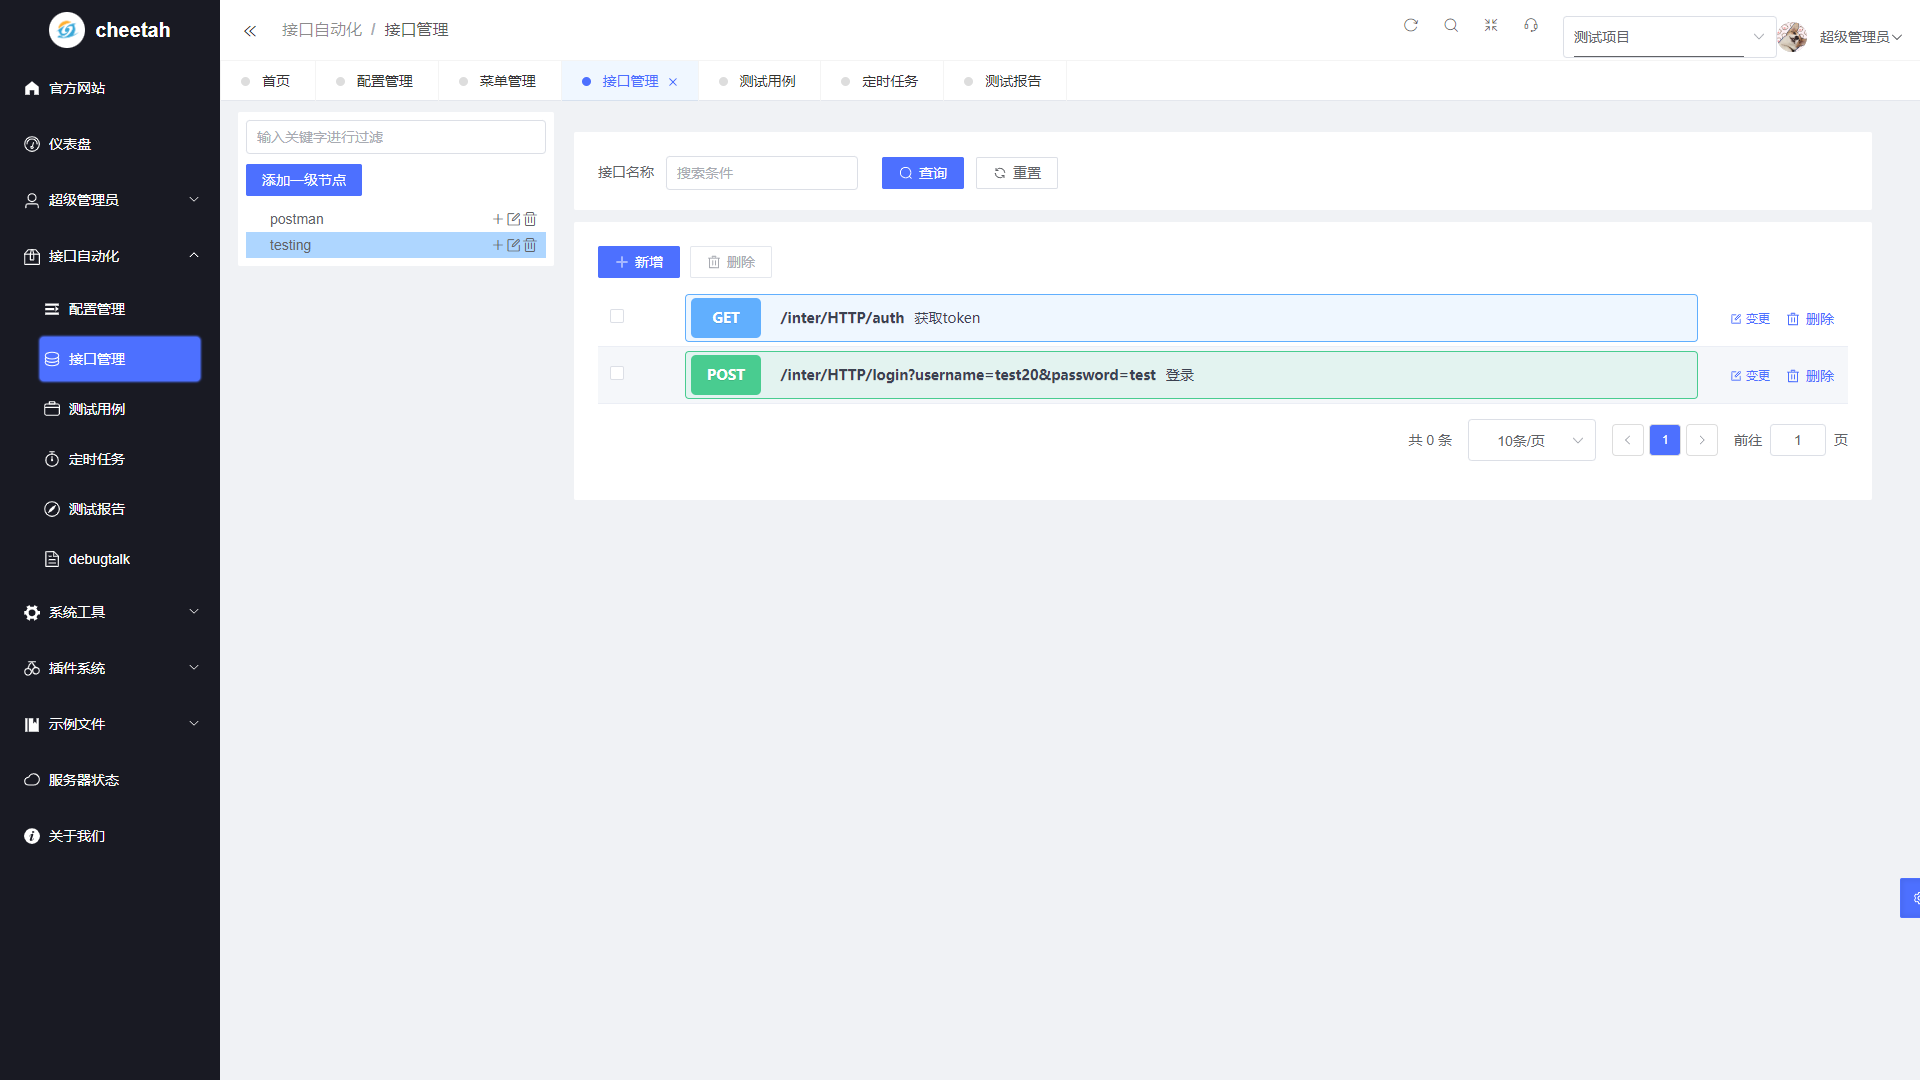 cheetah
官方网站
仪表盘
超级管理员
接口自动化
配置管理
接口管理
测试用例
定时任务
测试报告
debugtalk
系统工具
插件系统
示例文件
服务器状态
关于我们
接口自动化 / 接口管理
测试项目
超级管理员
首页 配置管理 菜单管理 接口管理 测试用例 定时任务 测试报告
输入关键字进行过滤
添加一级节点
postman
testing
接口名称 搜索条件 查询 重置
新增 删除
GET /inter/HTTP/auth 获取token 变更 删除
POST /inter/HTTP/login?username=test20&password=test 登录 变更 删除
共 0 条 10条/页 1 前往 1 页